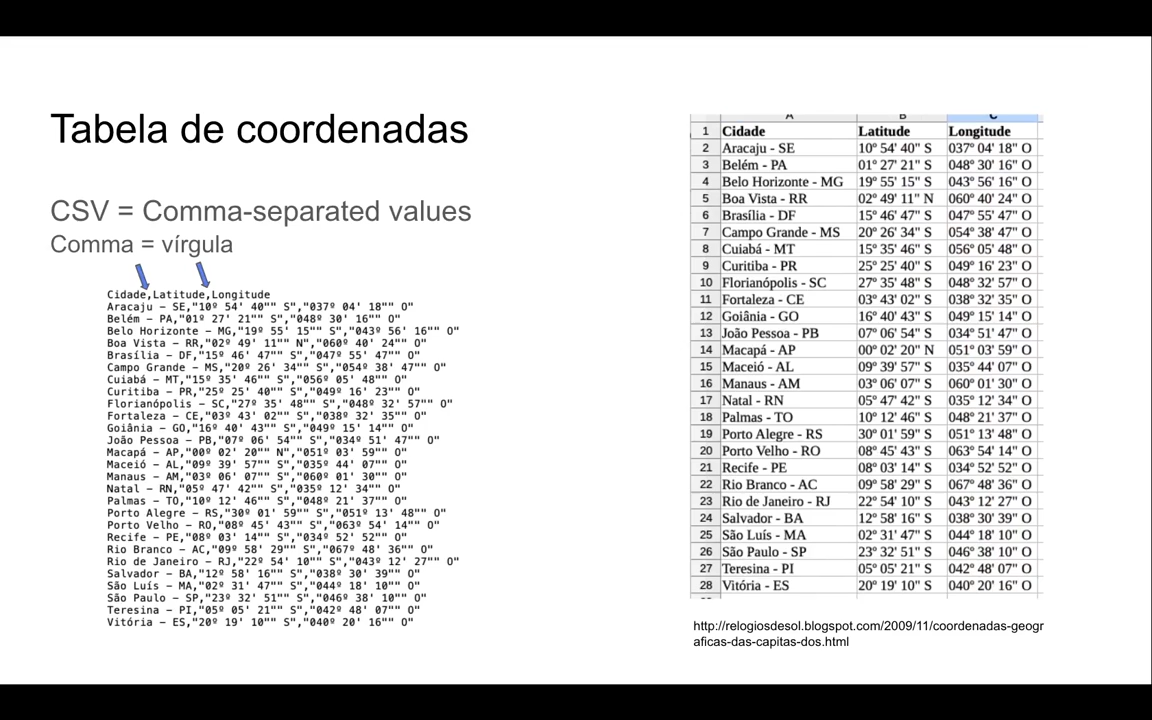 Tabela de coordenadas
CSV = Comma-separated values
Comma = vírgula
Cidade,Latitude,Longitude
Aracaju – SE,"10º 54' 40"" S","037º 04' 18"" O"
Belém – PA,"01º 27' 21"" S","048º 30' 16"" O"
Belo Horizonte – MG,"19º 55' 15"" S","043º 56' 16"" O"
Boa Vista – RR,"02º 49' 11"" N","060º 40' 24"" O"
Brasília – DF,"15º 46' 47"" S","047º 55' 47"" O"
Campo Grande – MS,"20º 26' 34"" S","054º 38' 47"" O"
Cuiabá – MT,"15º 35' 46"" S","056º 05' 48"" O"
Curitiba – PR,"25º 25' 40"" S","049º 16' 23"" O"
Florianópolis – SC,"27º 35' 48"" S","048º 32' 57"" O"
Fortaleza – CE,"03º 43' 02"" S","038º 32' 35"" O"
Goiânia – GO,"16º 40' 43"" S","049º 15' 14"" O"
João Pessoa – PB,"07º 06' 54"" S","034º 51' 47"" O"
Macapá – AP,"00º 02' 20"" N","051º 03' 59"" O"
Maceió – AL,"09º 39' 57"" S","035º 44' 07"" O"
Manaus – AM,"03º 06' 07"" S","060º 01' 30"" O"
Natal – RN,"05º 47' 42"" S","035º 12' 34"" O"
Palmas – TO,"10º 12' 46"" S","048º 21' 37"" O"
Porto Alegre – RS,"30º 01' 59"" S","051º 13' 48"" O"
Porto Velho – RO,"08º 45' 43"" S","063º 54' 14"" O"
Recife – PE,"08º 03' 14"" S","034º 52' 52"" O"
Rio Branco – AC,"09º 58' 29"" S","067º 48' 36"" O"
Rio de Janeiro – RJ,"22º 54' 10"" S","043º 12' 27"" O"
Salvador – BA,"12º 58' 16"" S","038º 30' 39"" O"
São Luís – MA,"02º 31' 47"" S","044º 18' 10"" O"
São Paulo – SP,"23º 32' 51"" S","046º 38' 10"" O"
Teresina – PI,"05º 05' 21"" S","042º 48' 07"" O"
Vitória – ES,"20º 19' 10"" S","040º 20' 16"" O"
A B C
1 Cidade Latitude Longitude
2 Aracaju - SE 10º 54' 40" S 037º 04' 18" O
3 Belém - PA 01º 27' 21" S 048º 30' 16" O
4 Belo Horizonte - MG 19º 55' 15" S 043º 56' 16" O
5 Boa Vista - RR 02º 49' 11" N 060º 40' 24" O
6 Brasília - DF 15º 46' 47" S 047º 55' 47" O
7 Campo Grande - MS 20º 26' 34" S 054º 38' 47" O
8 Cuiabá - MT 15º 35' 46" S 056º 05' 48" O
9 Curitiba - PR 25º 25' 40" S 049º 16' 23" O
10 Florianópolis - SC 27º 35' 48" S 048º 32' 57" O
11 Fortaleza - CE 03º 43' 02" S 038º 32' 35" O
12 Goiânia - GO 16º 40' 43" S 049º 15' 14" O
13 João Pessoa - PB 07º 06' 54" S 034º 51' 47" O
14 Macapá - AP 00º 02' 20" N 051º 03' 59" O
15 Maceió - AL 09º 39' 57" S 035º 44' 07" O
16 Manaus - AM 03º 06' 07" S 060º 01' 30" O
17 Natal - RN 05º 47' 42" S 035º 12' 34" O
18 Palmas - TO 10º 12' 46" S 048º 21' 37" O
19 Porto Alegre - RS 30º 01' 59" S 051º 13' 48" O
20 Porto Velho - RO 08º 45' 43" S 063º 54' 14" O
21 Recife - PE 08º 03' 14" S 034º 52' 52" O
22 Rio Branco - AC 09º 58' 29" S 067º 48' 36" O
23 Rio de Janeiro - RJ 22º 54' 10" S 043º 12' 27" O
24 Salvador - BA 12º 58' 16" S 038º 30' 39" O
25 São Luís - MA 02º 31' 47" S 044º 18' 10" O
26 São Paulo - SP 23º 32' 51" S 046º 38' 10" O
27 Teresina - PI 05º 05' 21" S 042º 48' 07" O
28 Vitória - ES 20º 19' 10" S 040º 20' 16" O
http://relogiosdesol.blogspot.com/2009/11/coordenadas-geogr
aficas-das-capitas-dos.html